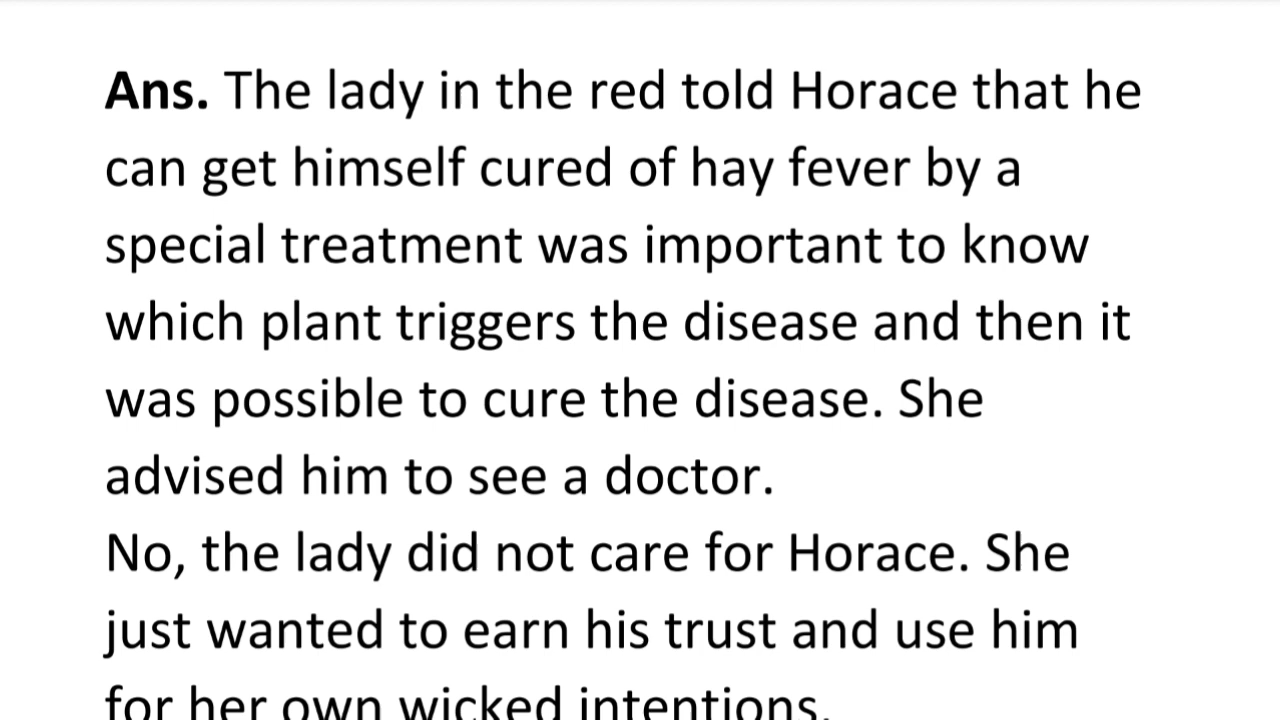 Ans. The lady in the red told Horace that he
can get himself cured of hay fever by a
special treatment was important to know
which plant triggers the disease and then it
was possible to cure the disease. She
advised him to see a doctor.
No, the lady did not care for Horace. She
just wanted to earn his trust and use him
for her own wicked intentions.